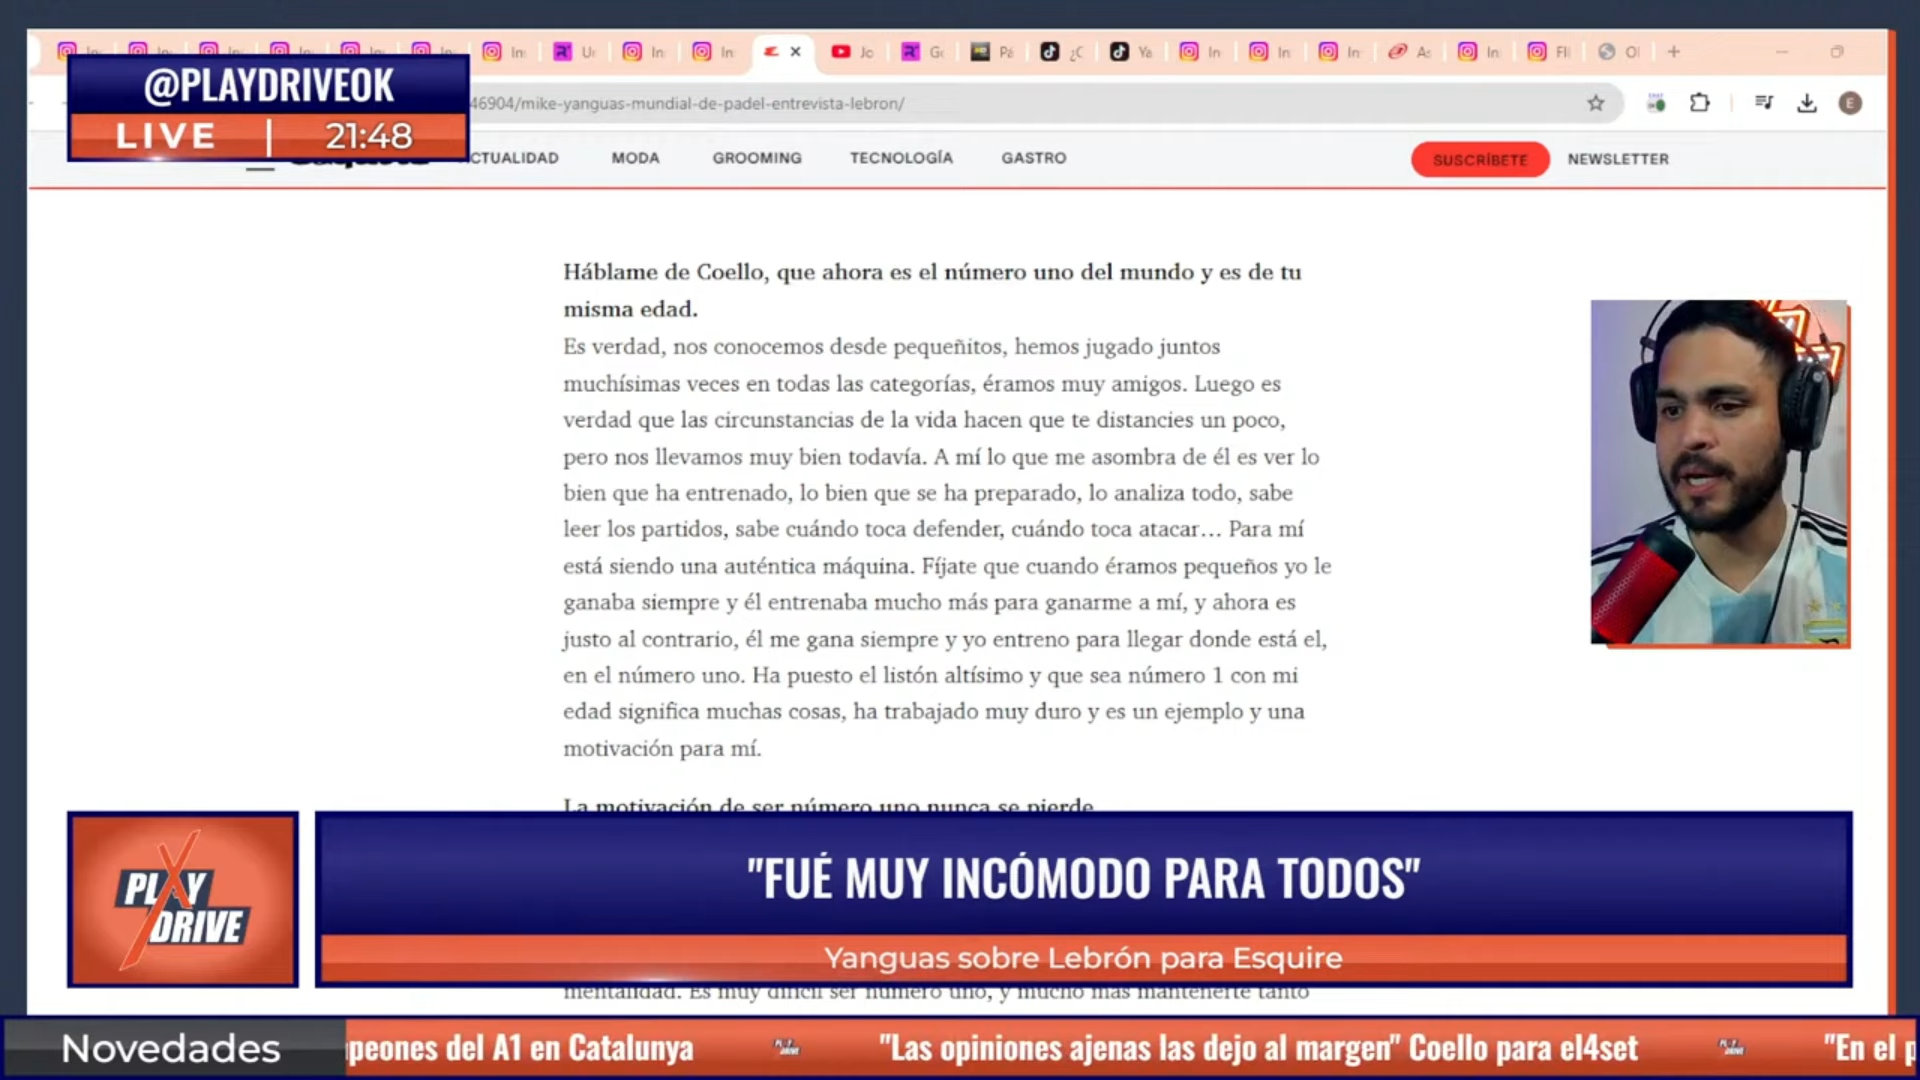 @PLAYDRIVEOK
LIVE | 21:48
46904/mike-yanguas-mundial-de-padel-entrevista-lebron/
E
CTUALIDAD MODA GROOMING TECNOLOGÍA GASTRO SUSCRÍBETE NEWSLETTER
Háblame de Coello, que ahora es el número uno del mundo y es de tu
misma edad.
Es verdad, nos conocemos desde pequeñitos, hemos jugado juntos
muchísimas veces en todas las categorías, éramos muy amigos. Luego es
verdad que las circunstancias de la vida hacen que te distancies un poco,
pero nos llevamos muy bien todavía. A mí lo que me asombra de él es ver lo
bien que ha entrenado, lo bien que se ha preparado, lo analiza todo, sabe
leer los partidos, sabe cuándo toca defender, cuándo toca atacar… Para mí
está siendo una auténtica máquina. Fíjate que cuando éramos pequeños yo le
ganaba siempre y él entrenaba mucho más para ganarme a mí, y ahora es
justo al contrario, él me gana siempre y yo entreno para llegar donde está el,
en el número uno. Ha puesto el listón altísimo y que sea número 1 con mi
edad significa muchas cosas, ha trabajado muy duro y es un ejemplo y una
motivación para mí.
La motivación de ser número uno nunca se pierde
PLAY
DRIVE
"FUÉ MUY INCÓMODO PARA TODOS"
Yanguas sobre Lebrón para Esquire
mentalidad. Es muy difícil ser número uno, y mucho más mantenerte tanto
Novedades peones del A1 en Catalunya "Las opiniones ajenas las dejo al margen" Coello para el4set "En el p